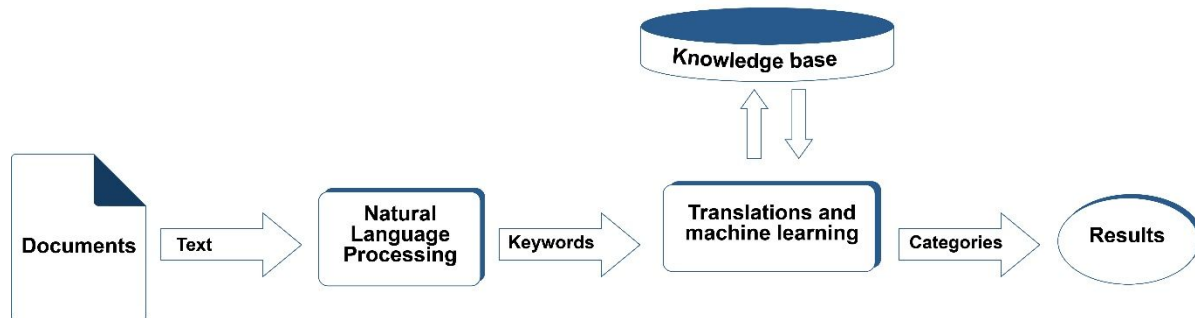 Knowledge base
Documents
Text
Natural
Language
Processing
Keywords
Translations and
machine learning
Categories
Results